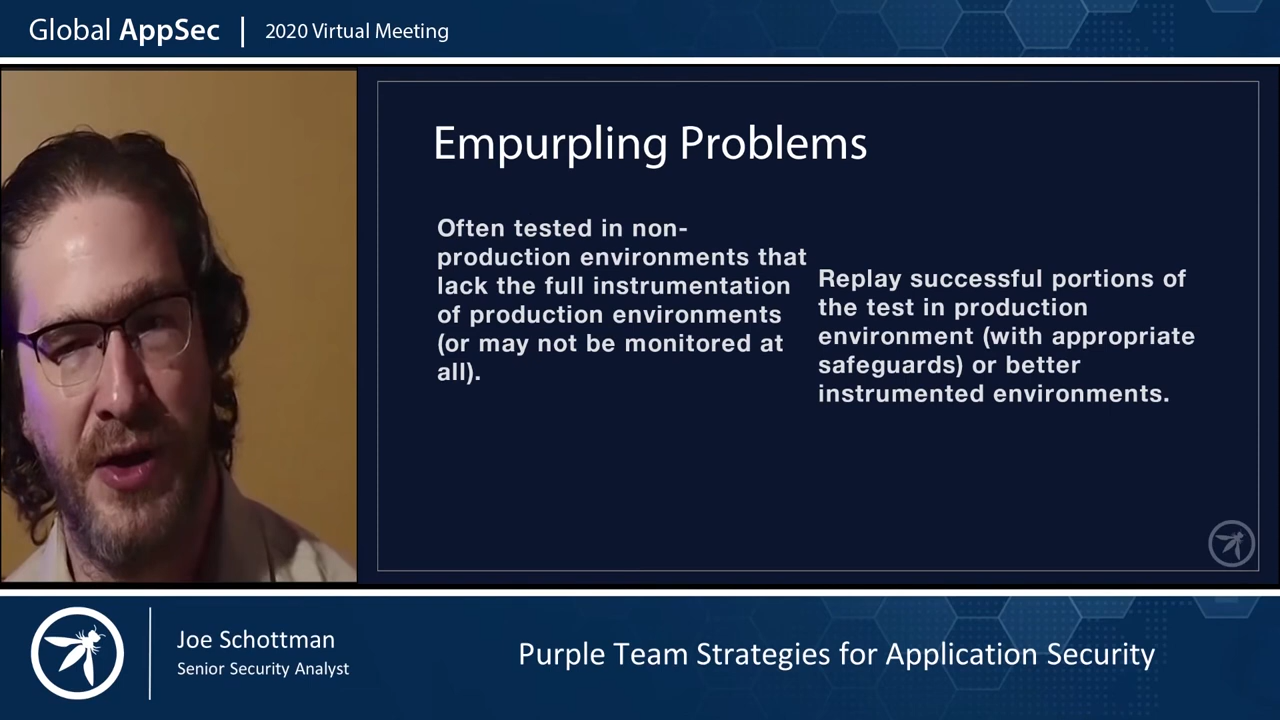 Global AppSec | 2020 Virtual Meeting
Empurpling Problems
Often tested in non-
production environments that
lack the full instrumentation
of production environments
(or may not be monitored at
all).
Replay successful portions of
the test in production
environment (with appropriate
safeguards) or better
instrumented environments.
Joe Schottman
Senior Security Analyst
Purple Team Strategies for Application Security